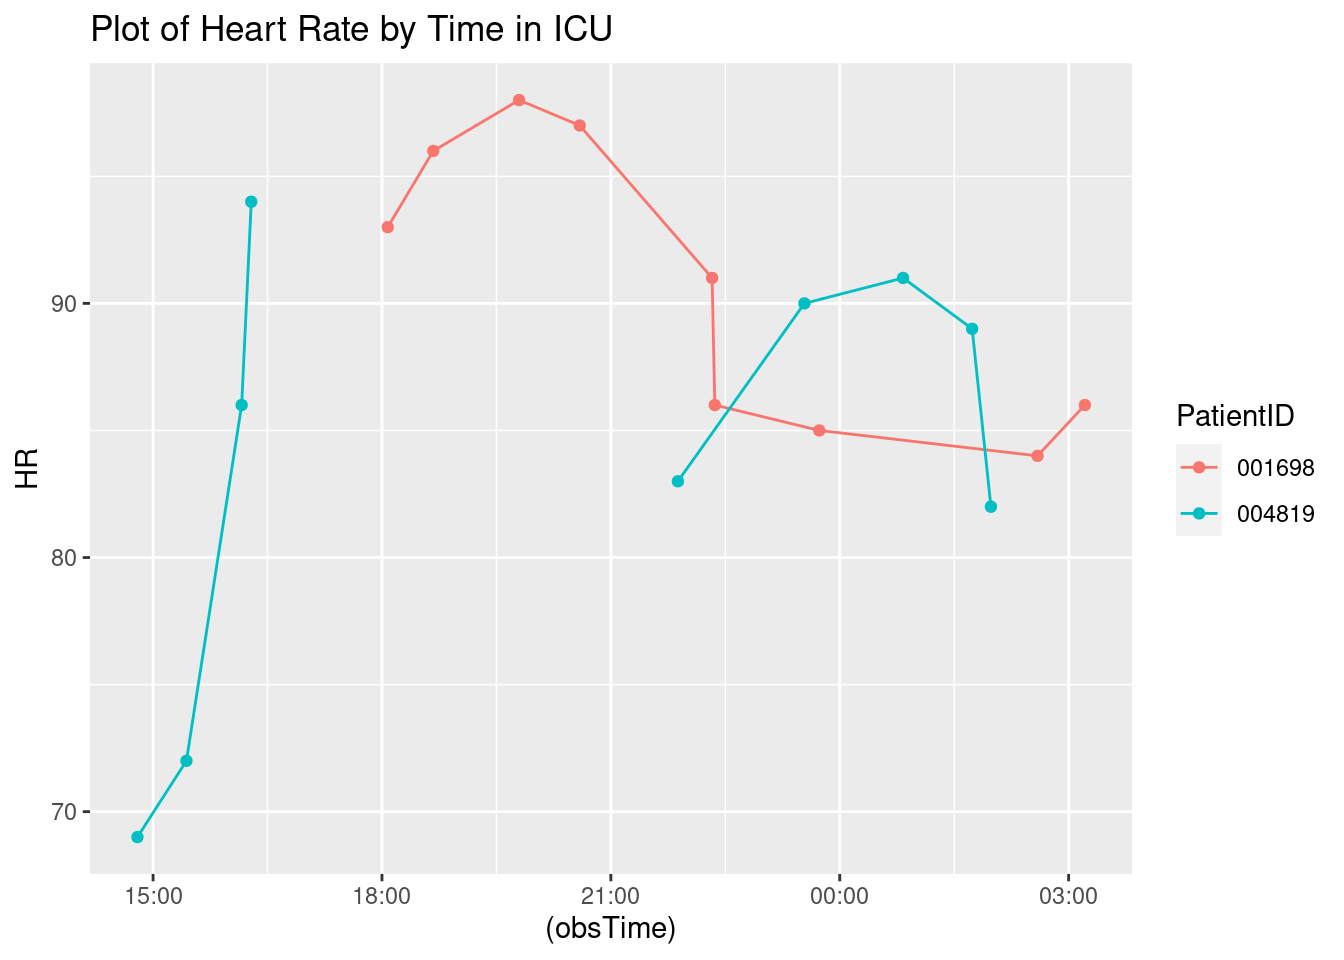 Plot of Heart Rate by Time in ICU
HR
90
80
70
15:00 18:00 21:00 00:00 03:00
(obsTime)
PatientID
001698
004819